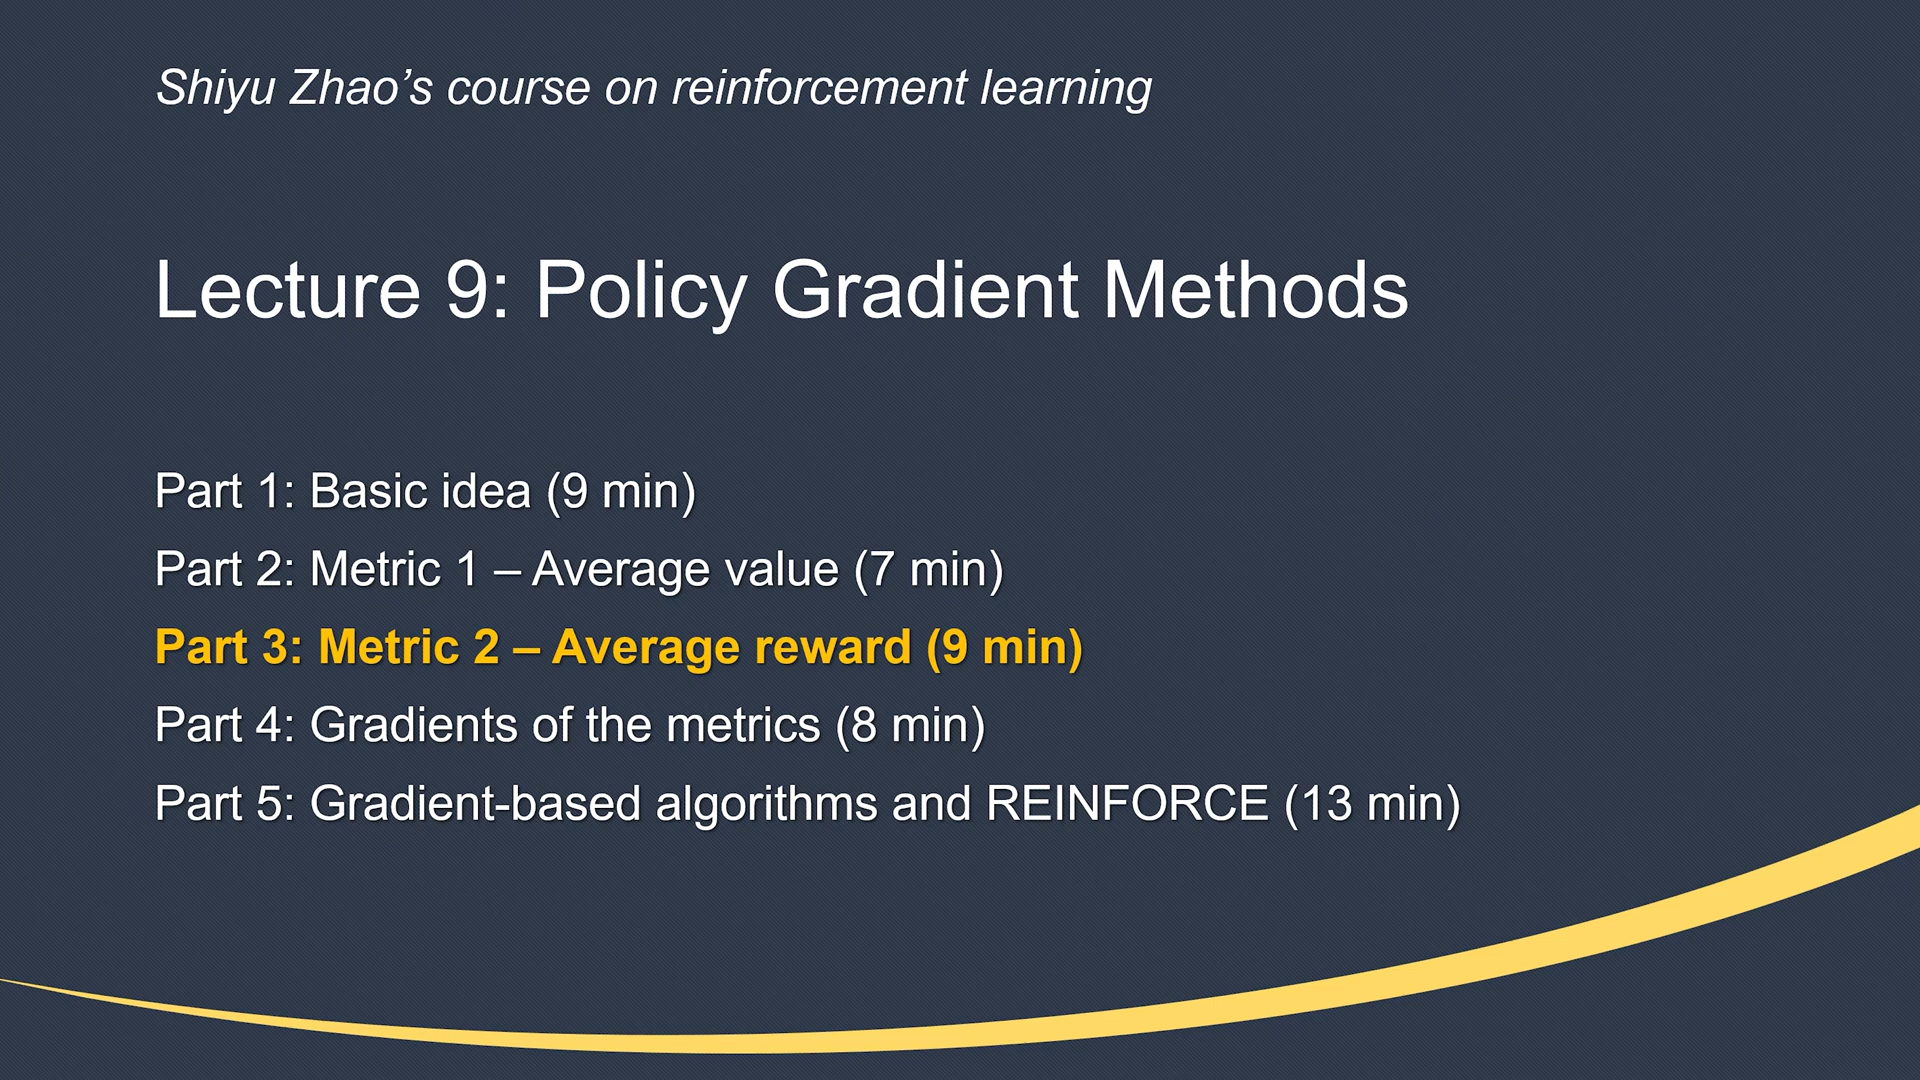 Shiyu Zhao’s course on reinforcement learning
Lecture 9: Policy Gradient Methods
Part 1: Basic idea (9 min)
Part 2: Metric 1 – Average value (7 min)
Part 3: Metric 2 – Average reward (9 min)
Part 4: Gradients of the metrics (8 min)
Part 5: Gradient-based algorithms and REINFORCE (13 min)